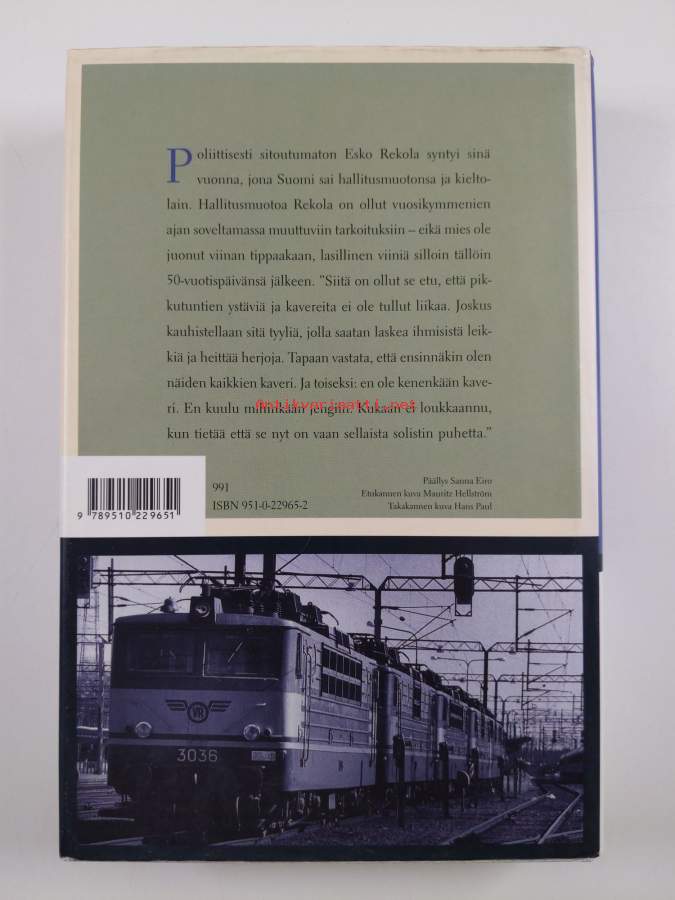 Poliittisesti sitoutumaton Esko Rekola syntyi sinä
vuonna, jona Suomi sai hallitusmuotonsa ja kielto-
lain. Hallitusmuotoa Rekola on ollut vuosikymmenien
ajan soveltamassa muuttuviin tarkoituksiin – eikä mies ole
juonut viinan tippaakaan, lasillinen viiniä silloin tällöin
50-vuotispäivänsä jälkeen. ”Siitä on ollut se etu, että pik-
kutuntien ystäviä ja kavereita ei ole tullut liikaa. Joskus
kauhistellaan sitä tyyliä, jolla saatan laskea ihmisistä leik-
kiä ja heittää herjoja. Tapaan vastata, että ensinnäkin olen
näiden kaikkien kaveri. Ja toiseksi: en ole kenenkään kave-
ri. En kuulu mihinkään jengiin. Kukaan ei loukkaannu,
kun tietää että se nyt on vaan sellaista solistin puhetta.”
Antikvariaatti.net
991
ISBN 951-0-22965-2
9 789510 229651
Päällys Sanna Eiro
Etukannen kuva Mauritz Hellström
Takakannen kuva Hans Paul
VR
3036